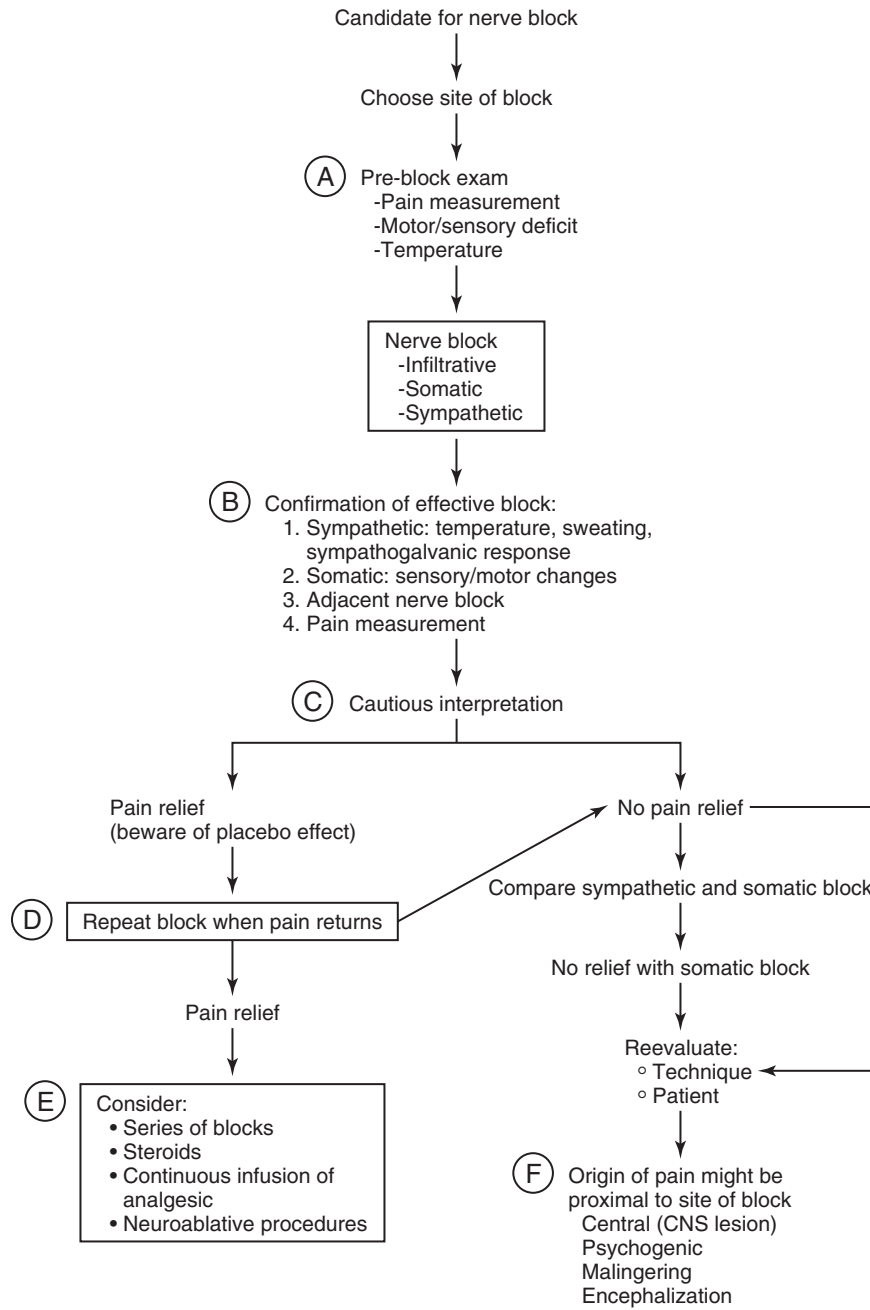 Candidate for nerve block
Choose site of block
A
Pre-block exam
-Pain measurement
-Motor/sensory deficit
-Temperature
Nerve block
-Infiltrative
-Somatic
-Sympathetic
B
Confirmation of effective block:
1. Sympathetic: temperature, sweating,
sympathogalvanic response
2. Somatic: sensory/motor changes
3. Adjacent nerve block
4. Pain measurement
C
Cautious interpretation
Pain relief
(beware of placebo effect)
D
Repeat block when pain returns
Pain relief
E
Consider:
• Series of blocks
• Steroids
• Continuous infusion of
analgesic
• Neuroablative procedures
No pain relief
Compare sympathetic and somatic block
No relief with somatic block
Reevaluate:
○ Technique
○ Patient
F
Origin of pain might be
proximal to site of block
Central (CNS lesion)
Psychogenic
Malingering
Encephalization